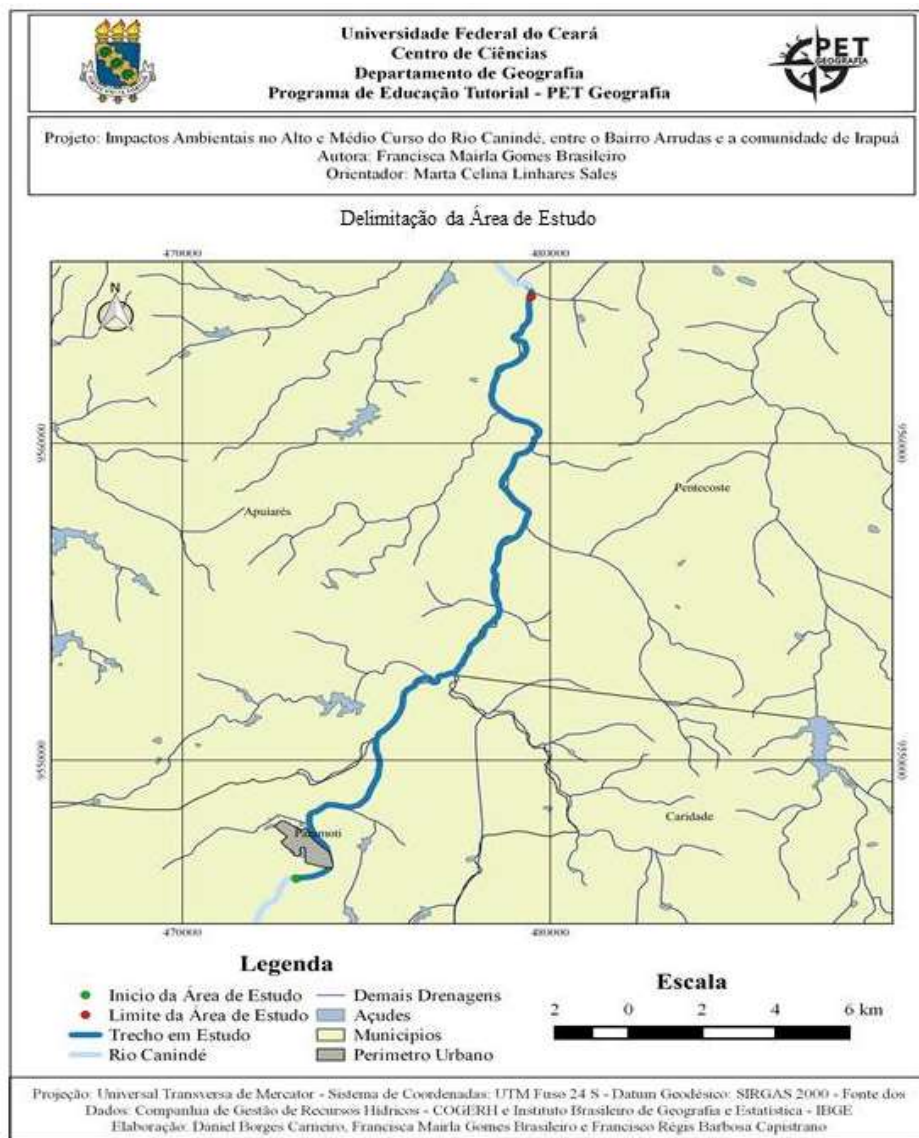 Universidade Federal do Ceará
Centro de Ciências
Departamento de Geografia
Programa de Educação Tutorial - PET Geografia
PET
GEOGRAFIA
Projeto: Impactos Ambientais no Alto e Médio Curso do Rio Canindé, entre o Bairro Arrudas e a comunidade de Irapuá
Autora: Francisca Mairla Gomes Brasileiro
Orientador: Marta Celina Linhares Sales
Delimitação da Área de Estudo
470000 480000
N
9560000 9560000
Pentecoste
Apuiarés
9550000 9550000
Caridade
Paramoti
470000 480000
Legenda
Inicio da Área de Estudo
Limite da Área de Estudo
Trecho em Estudo
Rio Canindé
Demais Drenagens
Açudes
Municipios
Perimetro Urbano
Escala
2 0 2 4 6 km
Projeção: Universal Transversa de Mercator - Sistema de Coordenadas: UTM Fuso 24 S - Datum Geodésico: SIRGAS 2000 - Fonte dos
Dados: Companhia de Gestão de Recursos Hídricos - COGERH e Instituto Brasileiro de Geografia e Estatística - IBGE
Elaboração: Daniel Borges Carneiro, Francisca Mairla Gomes Brasileiro e Francisco Régis Barbosa Capistrano